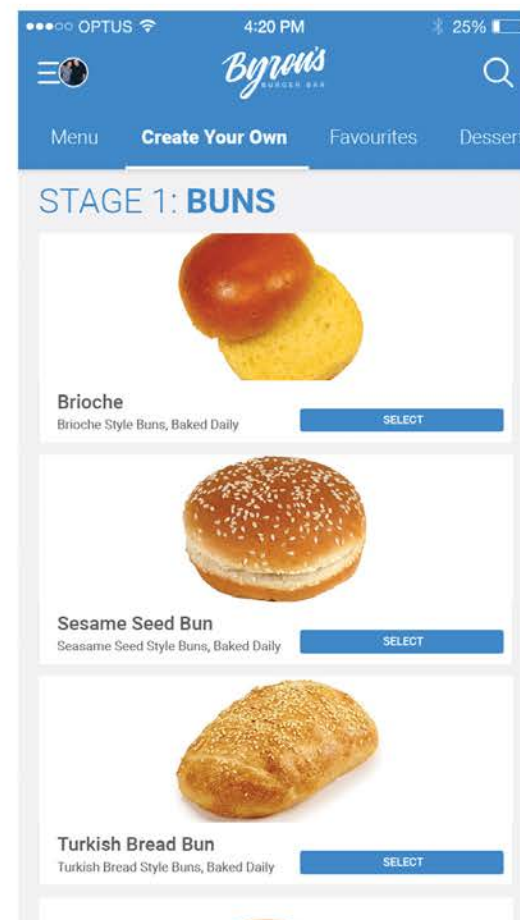 OPTUS 4:20 PM 25%
Byron's
BURGER BAR
Menu Create Your Own Favourites Desser
STAGE 1: BUNS
Brioche
Brioche Style Buns, Baked Daily
SELECT
Sesame Seed Bun
Seasame Seed Style Buns, Baked Daily
SELECT
Turkish Bread Bun
Turkish Bread Style Buns, Baked Daily
SELECT